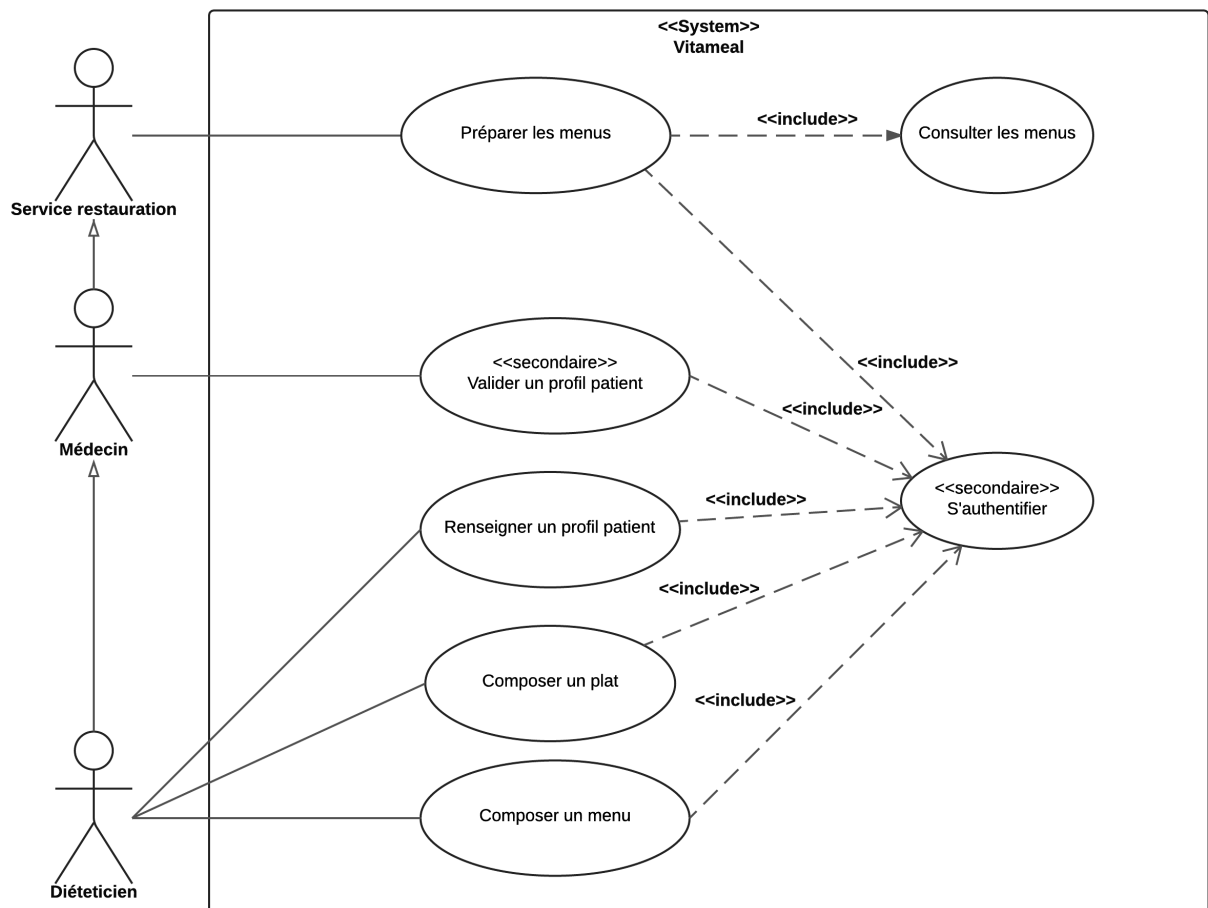 <<System>>
Vitameal
Préparer les menus
<<include>>
Consulter les menus
Service restauration
<<include>>
<<secondaire>>
Valider un profil patient
<<include>>
Médecin
<<secondaire>>
S'authentifier
<<include>>
Renseigner un profil patient
<<include>>
Composer un plat
<<include>>
Composer un menu
Diéteticien